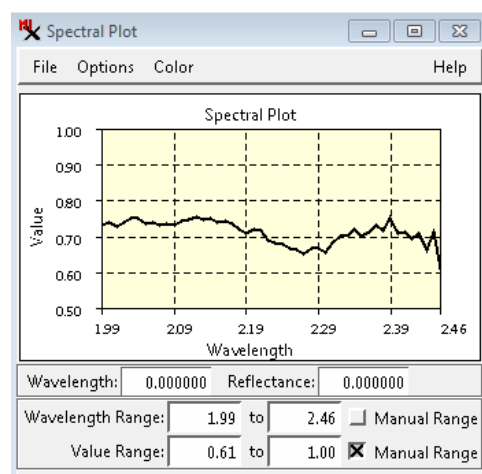 Spectral Plot
File Options Color Help
Spectral Plot
1.00
0.90
0.80
0.70
0.60
0.50
Value
1.99 2.09 2.19 2.29 2.39 2.46
Wavelength
Wavelength: 0.000000 Reflectance: 0.000000
Wavelength Range: 1.99 to 2.46 Manual Range
Value Range: 0.61 to 1.00 Manual Range